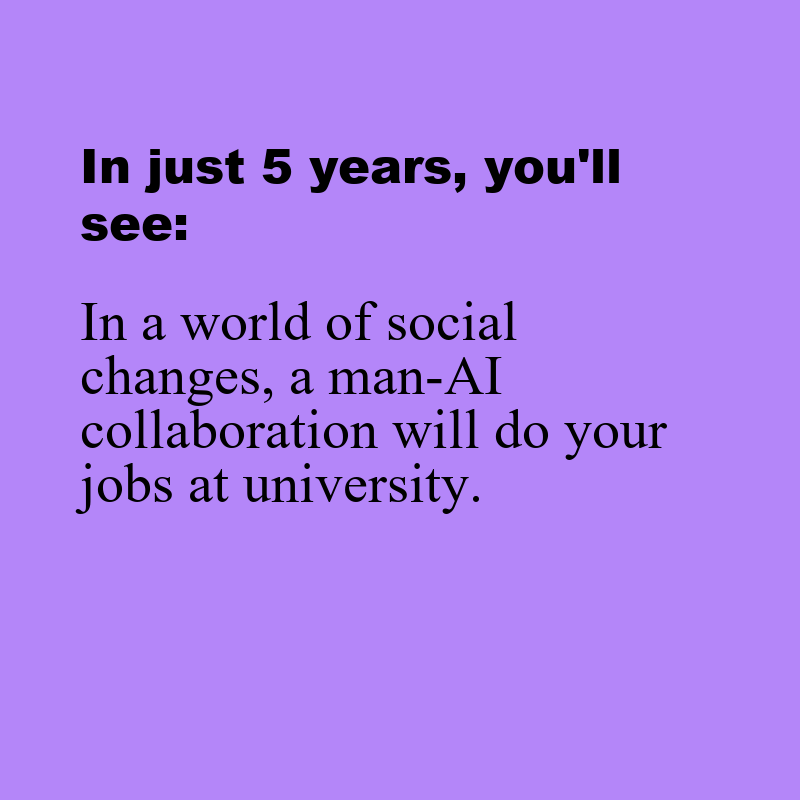 In just 5 years, you'll
see:
In a world of social
changes, a man-AI
collaboration will do your
jobs at university.